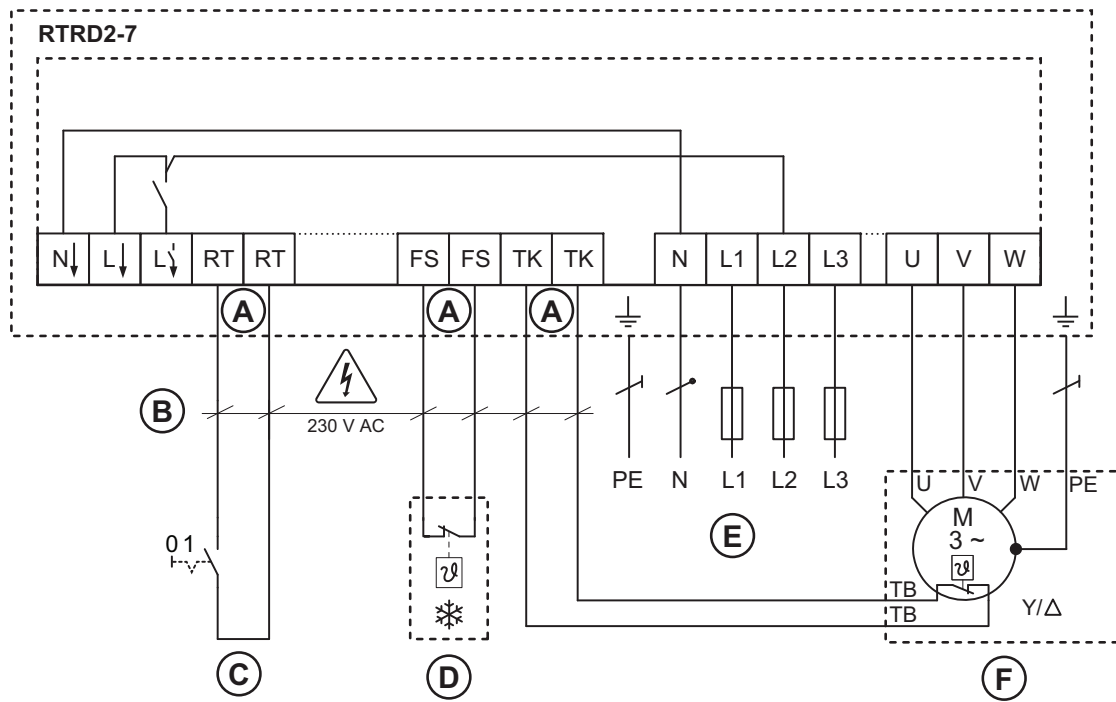 RTRD2-7
N L L RT RT FS FS TK TK N L1 L2 L3 U V W
A A A
B
230 V AC
PE N L1 L2 L3
U V W PE
M
3 ~
ϑ
0 1
ϑ
E
TB
TB
Y/Δ
C D F